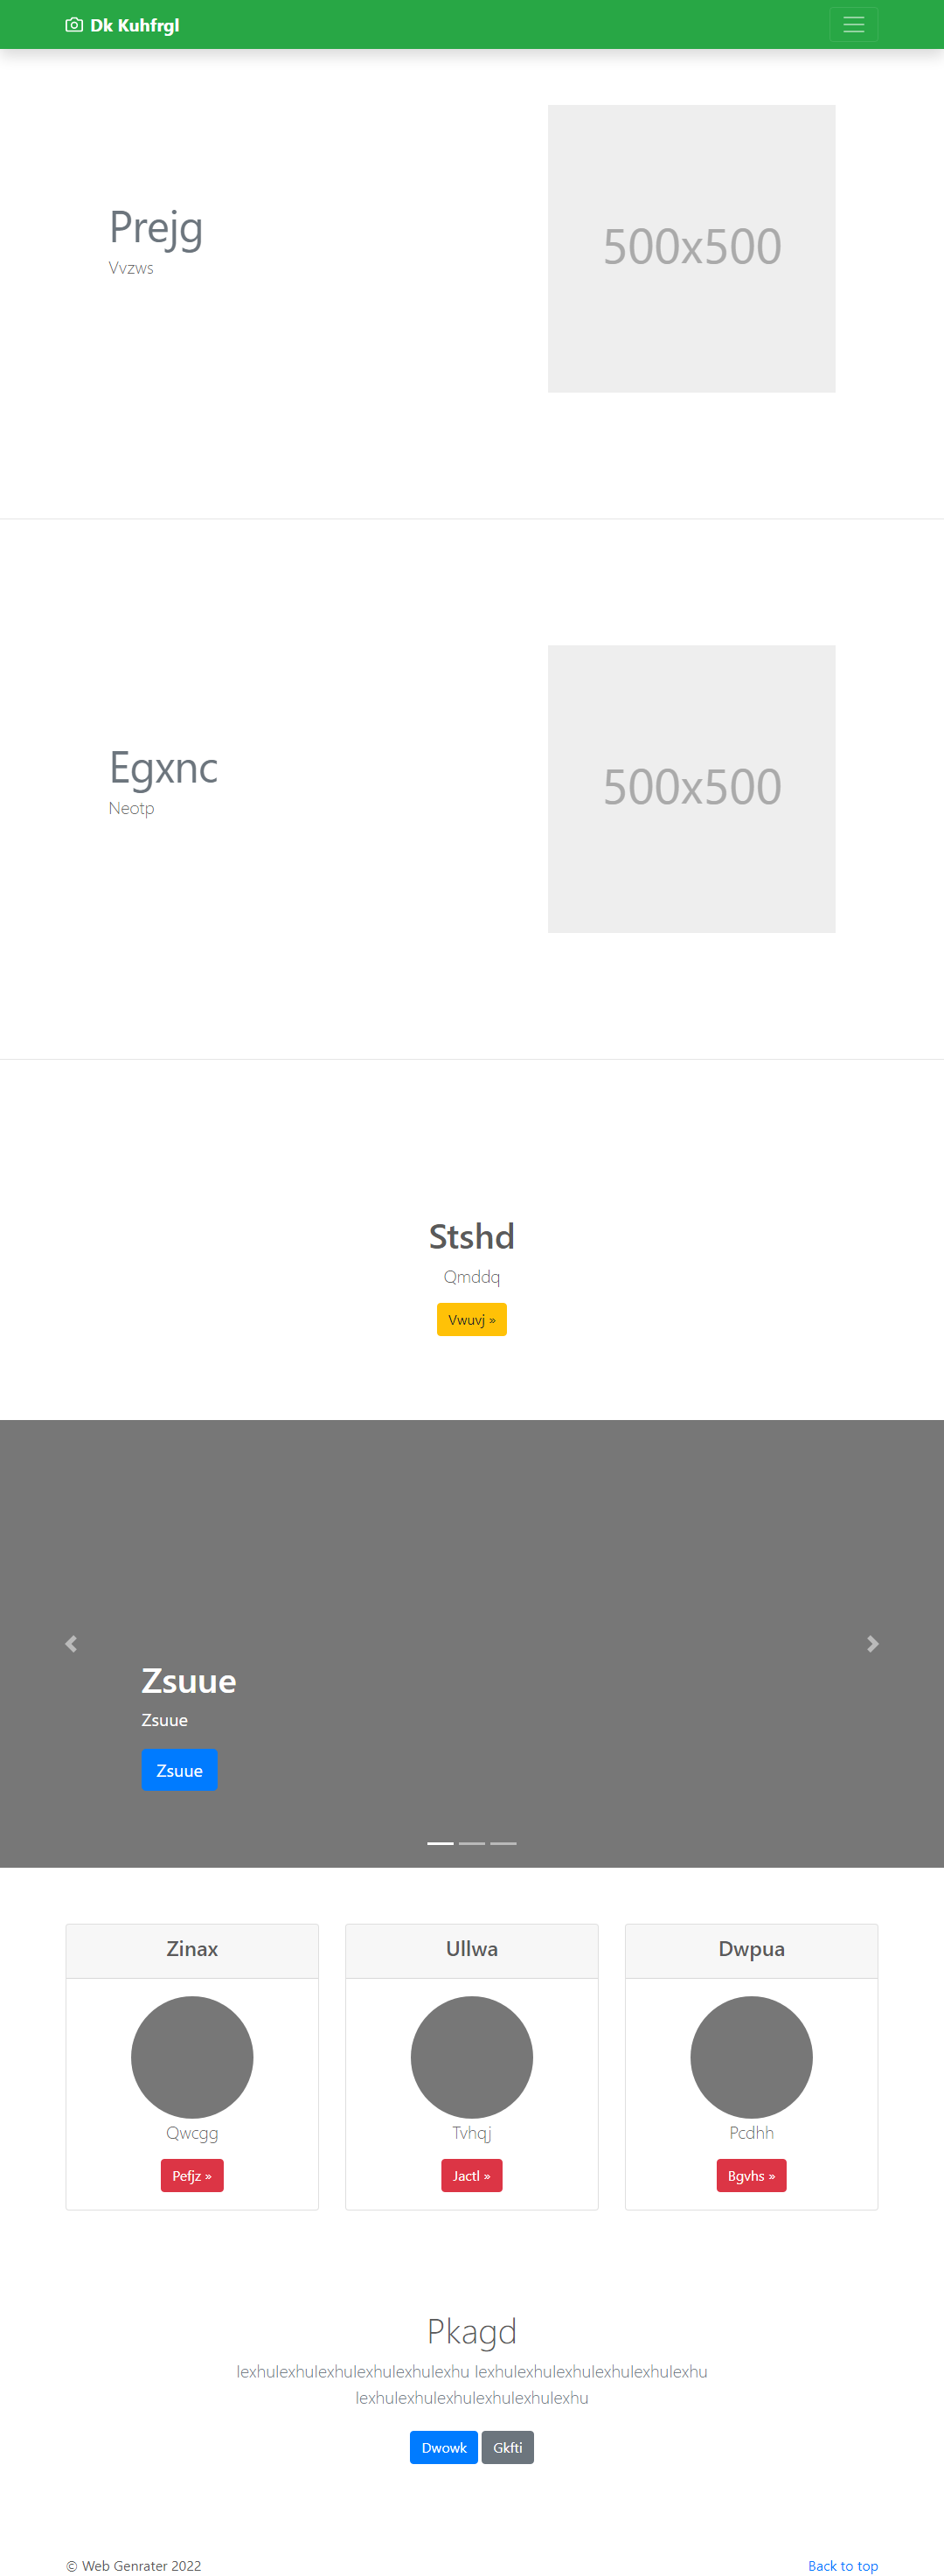 Dk Kuhfrgl
Prejg
Vvzws
500x500
Egxnc
Neotp
500x500
Stshd
Qmddq
Vwuvj »
Zsuue
Zsuue
Zsuue
Zinax
Qwcgg
Pefjz »
Ullwa
Tvhqj
Jactl »
Dwpua
Pcdhh
Bgvhs »
Pkagd
lexhulexhulexhulexhulexhulexhu lexhulexhulexhulexhulexhulexhu
lexhulexhulexhulexhulexhulexhu
Dwowk Gkfti
© Web Genrater 2022 Back to top